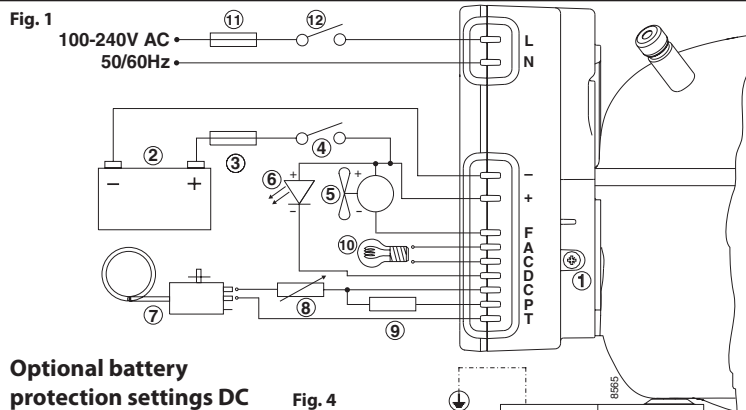 Fig. 1
11
12
100-240V AC
50/60Hz
L
N
2
3
4
− +
6
+
−
5
+
−
−
+
F
A
C
D
C
P
T
10
1
7
8
9
8565
Optional battery
protection settings DC
Fig. 4